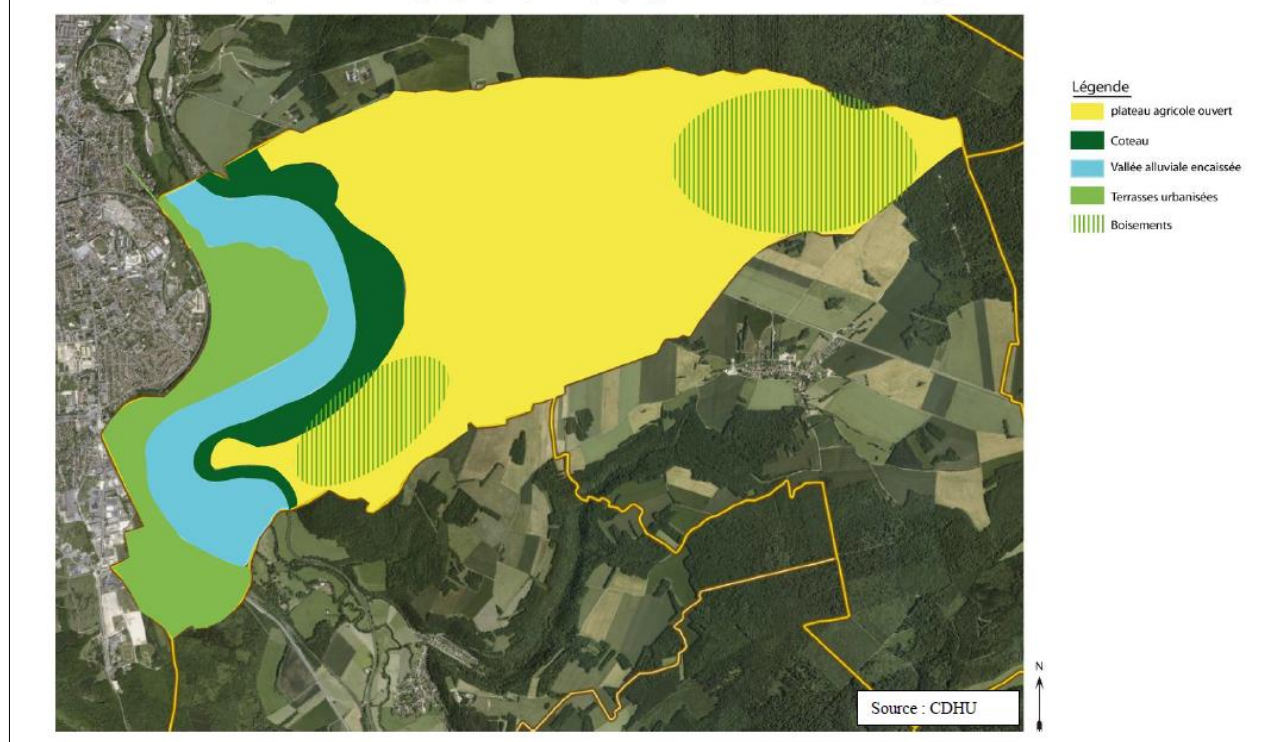 Légende
plateau agricole ouvert
Coteau
Vallée alluviale encaissée
Terrasses urbanisées
Boisements
N
Source : CDHU